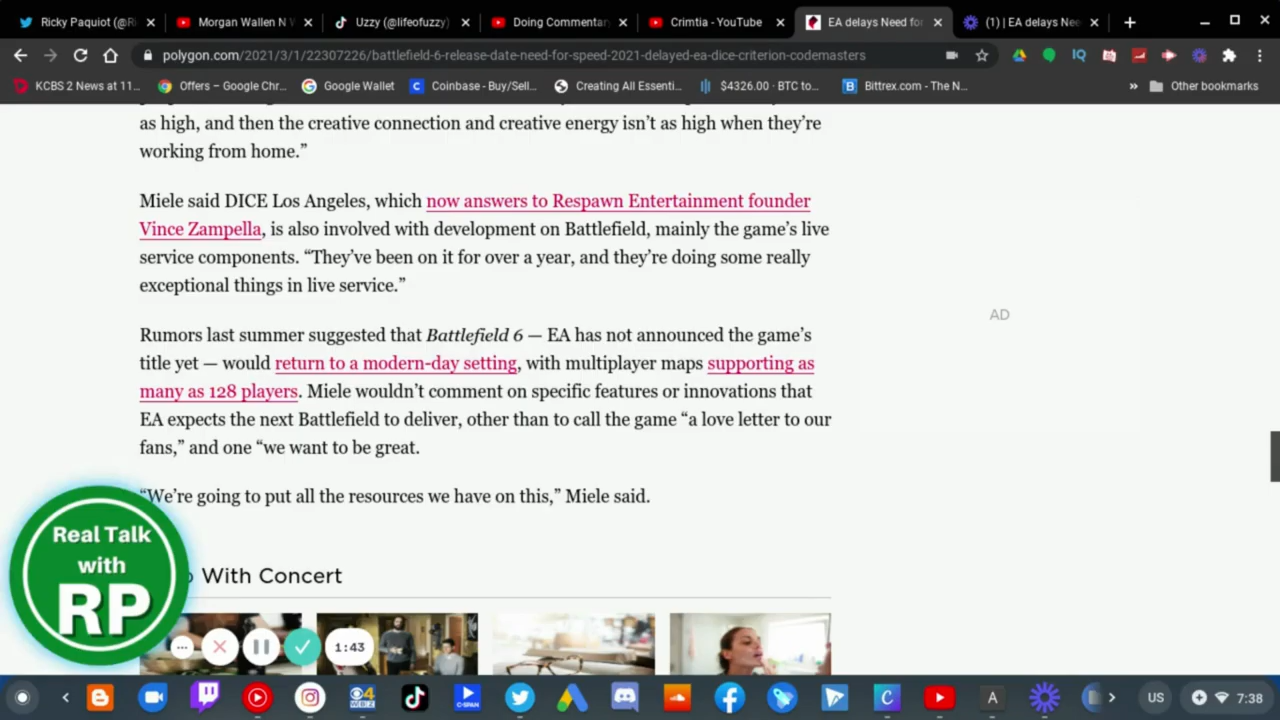 Ricky Paquiot (@Ri
Morgan Wallen N W
Uzzy (@lifeofuzzy)
Doing Commentar
Crimtia - YouTube
EA delays Need for
(1) | EA delays Nee
polygon.com/2021/3/1/22307226/battlefield-6-release-date-need-for-speed-2021-delayed-ea-dice-criterion-codemasters
KCBS 2 News at 11...
Offers – Google Chr...
Google Wallet
Coinbase - Buy/Sell...
Creating All Essenti...
$4326.00 · BTC to...
Bittrex.com - The N...
Other bookmarks
as high, and then the creative connection and creative energy isn’t as high when they’re
working from home.”
Miele said DICE Los Angeles, which now answers to Respawn Entertainment founder
Vince Zampella, is also involved with development on Battlefield, mainly the game’s live
service components. “They’ve been on it for over a year, and they’re doing some really
exceptional things in live service.”
AD
Rumors last summer suggested that Battlefield 6 — EA has not announced the game’s
title yet — would return to a modern-day setting, with multiplayer maps supporting as
many as 128 players. Miele wouldn’t comment on specific features or innovations that
EA expects the next Battlefield to deliver, other than to call the game “a love letter to our
fans,” and one “we want to be great.
“We’re going to put all the resources we have on this,” Miele said.
Real Talk
with
RP
With Concert
1:43
US
7:38